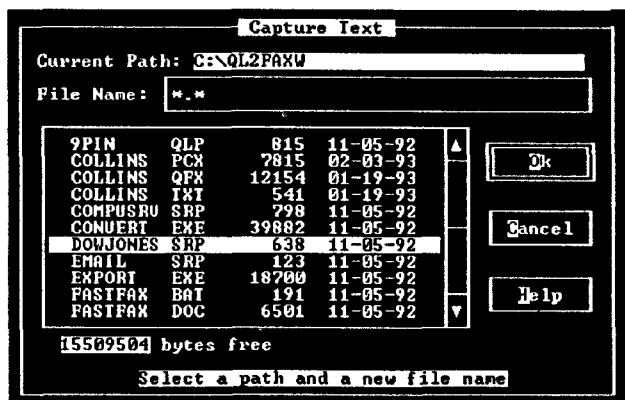 Capture Text
Current Path: C:\QL2FAXW
File Name: *.*
9PIN QLP 815 11-05-92
COLLINS PCX 7815 02-03-93
COLLINS QFX 12154 01-19-93
COLLINS TXT 541 01-19-93
COMPUSRV SRP 798 11-05-92
CONVERT EXE 39882 11-05-92
DOWJONES SRP 638 11-05-92
EMAIL SRP 123 11-05-92
EXPORT EXE 18700 11-05-92
FASTFAX BAT 191 11-05-92
FASTFAX DOC 6501 11-05-92
Ok
Cancel
Help
15509504 bytes free
Select a path and a new file name